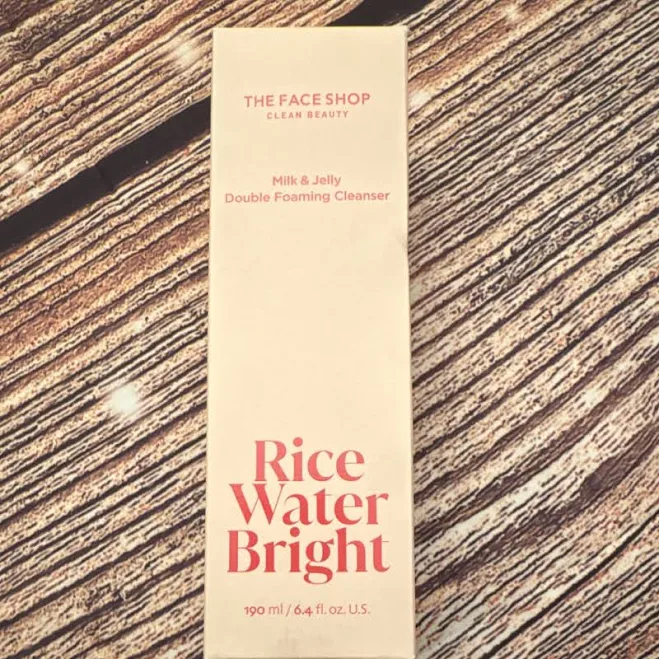 THE FACE SHOP
CLEAN BEAUTY
Milk & Jelly
Double Foaming Cleanser
Rice
Water
Bright
190 ml / 6.4 fl. oz. U.S.